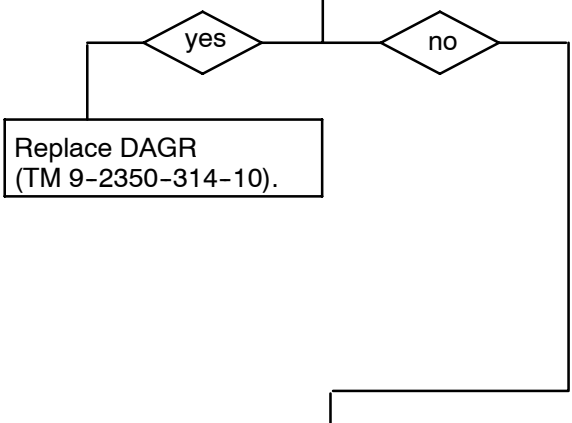 yes
no
Replace DAGR
(TM 9-2350-314-10).